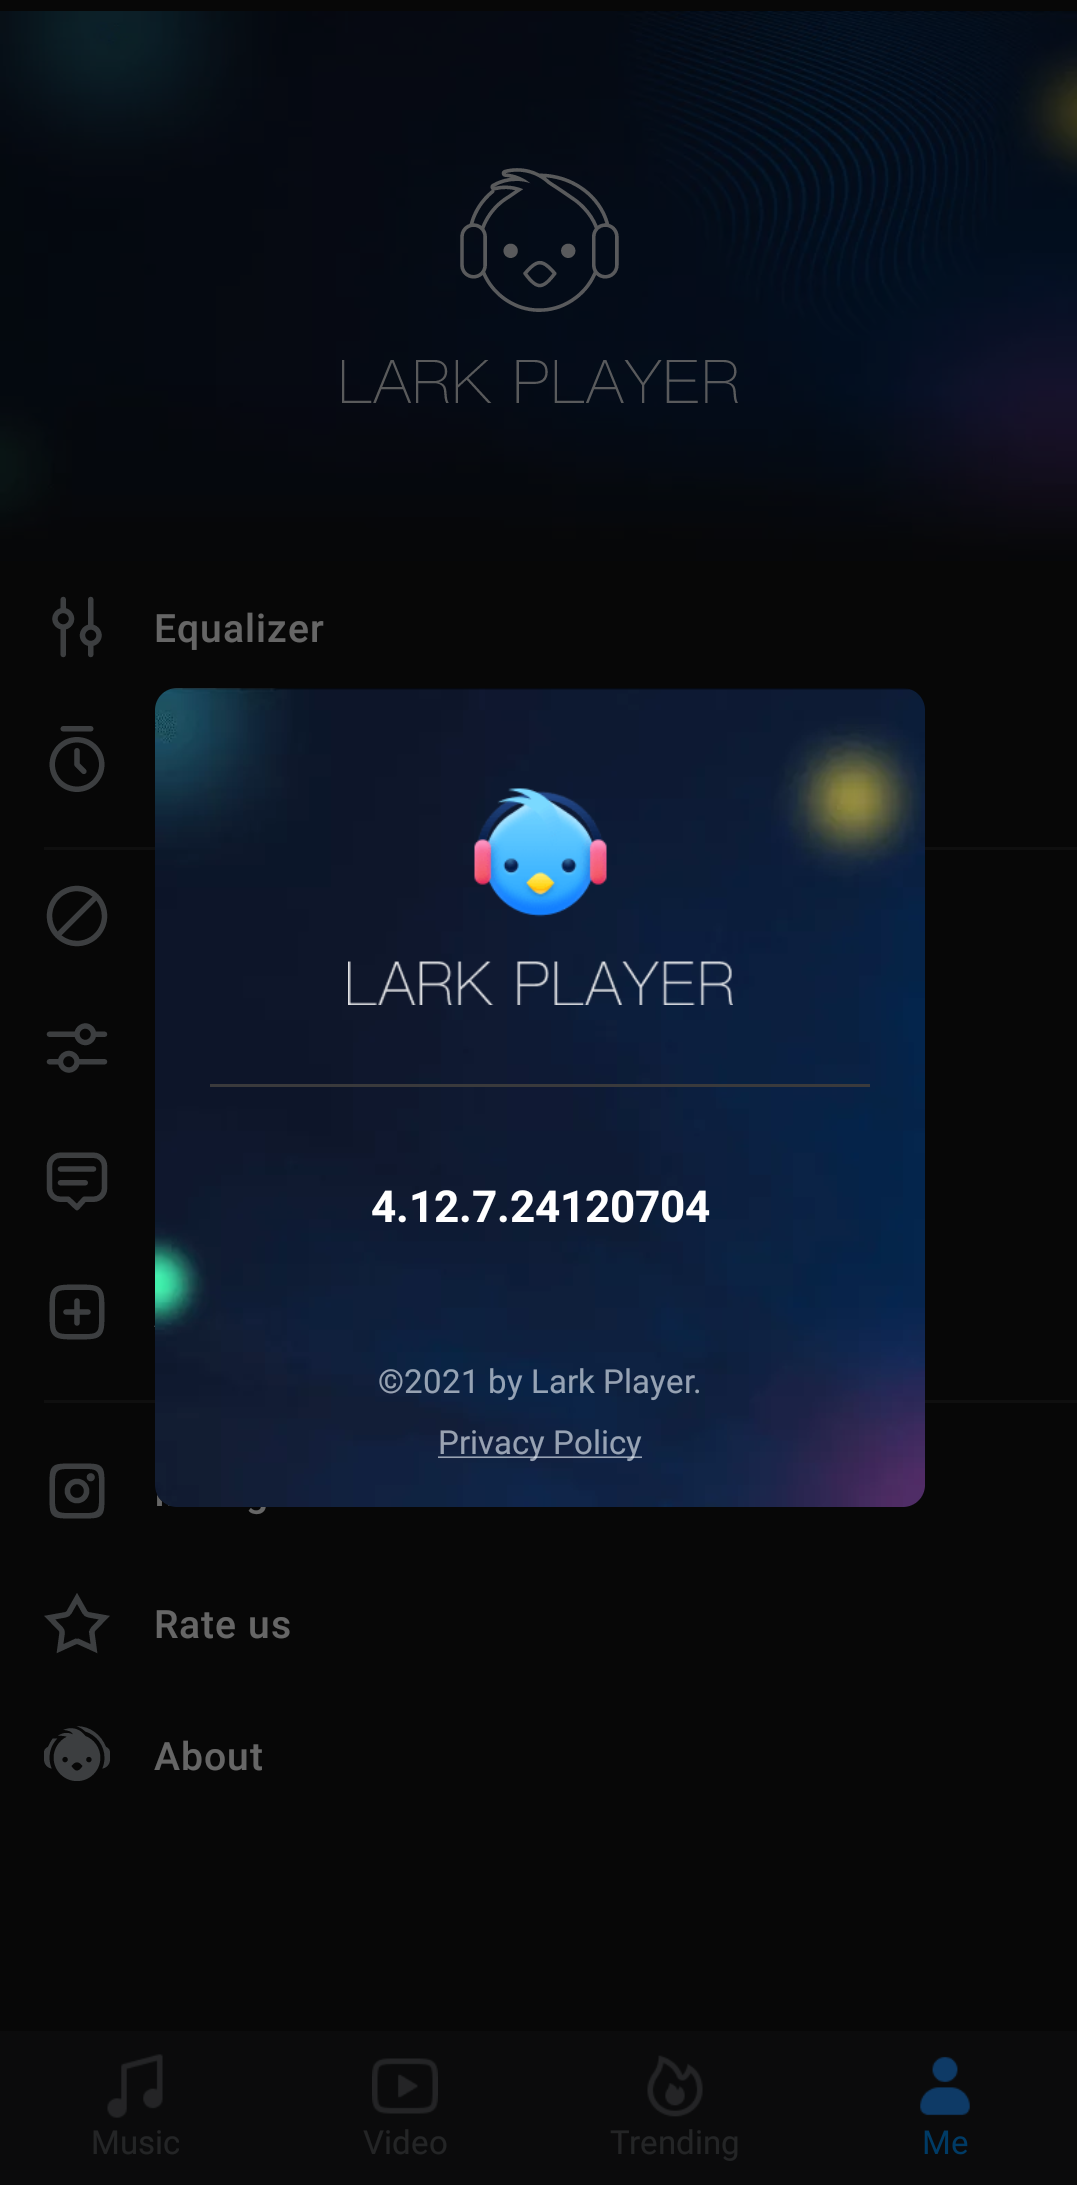 LARK PLAYER
Equalizer
LARK PLAYER
4.12.7.24120704
©2021 by Lark Player.
Privacy Policy
Rate us
About
Music
Video
Trending
Me